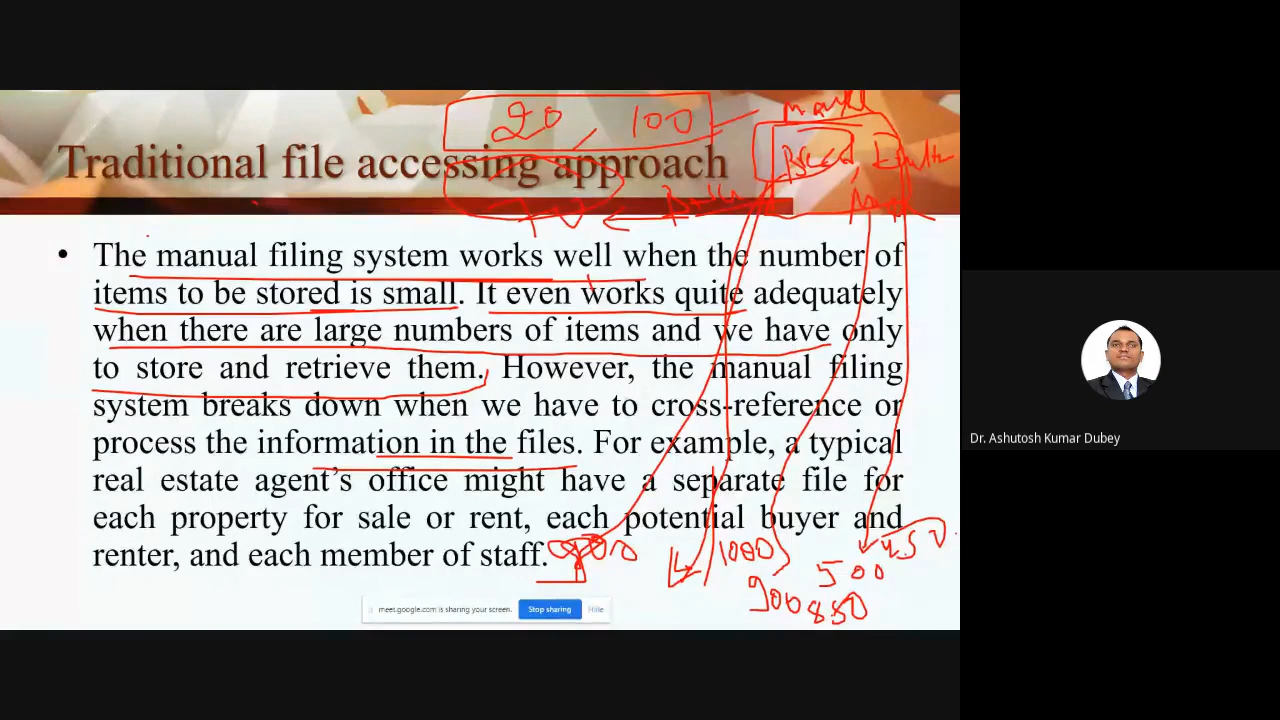 20 100
Traditional file accessing approach
• The manual filing system works well when the number of
items to be stored is small. It even works quite adequately
when there are large numbers of items and we have only
to store and retrieve them. However, the manual filing
system breaks down when we have to cross-reference or
process the information in the files. For example, a typical
real estate agent's office might have a separate file for
each property for sale or rent, each potential buyer and
renter, and each member of staff.
1000
450
500
900 850
meet.google.com is sharing your screen. Stop sharing Hide
Dr. Ashutosh Kumar Dubey